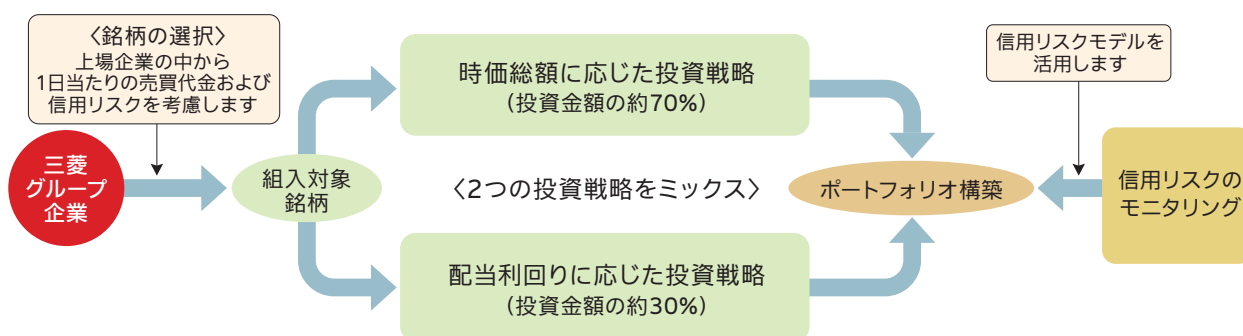 〈銘柄の選択〉
上場企業の中から
1日当たりの売買代金および
信用リスクを考慮します
三菱
グループ
企業
組入対象
銘柄
時価総額に応じた投資戦略
(投資金額の約70%)
〈2つの投資戦略をミックス〉
配当利回りに応じた投資戦略
(投資金額の約30%)
ポートフォリオ構築
信用リスクモデルを
活用します
信用リスクの
モニタリング